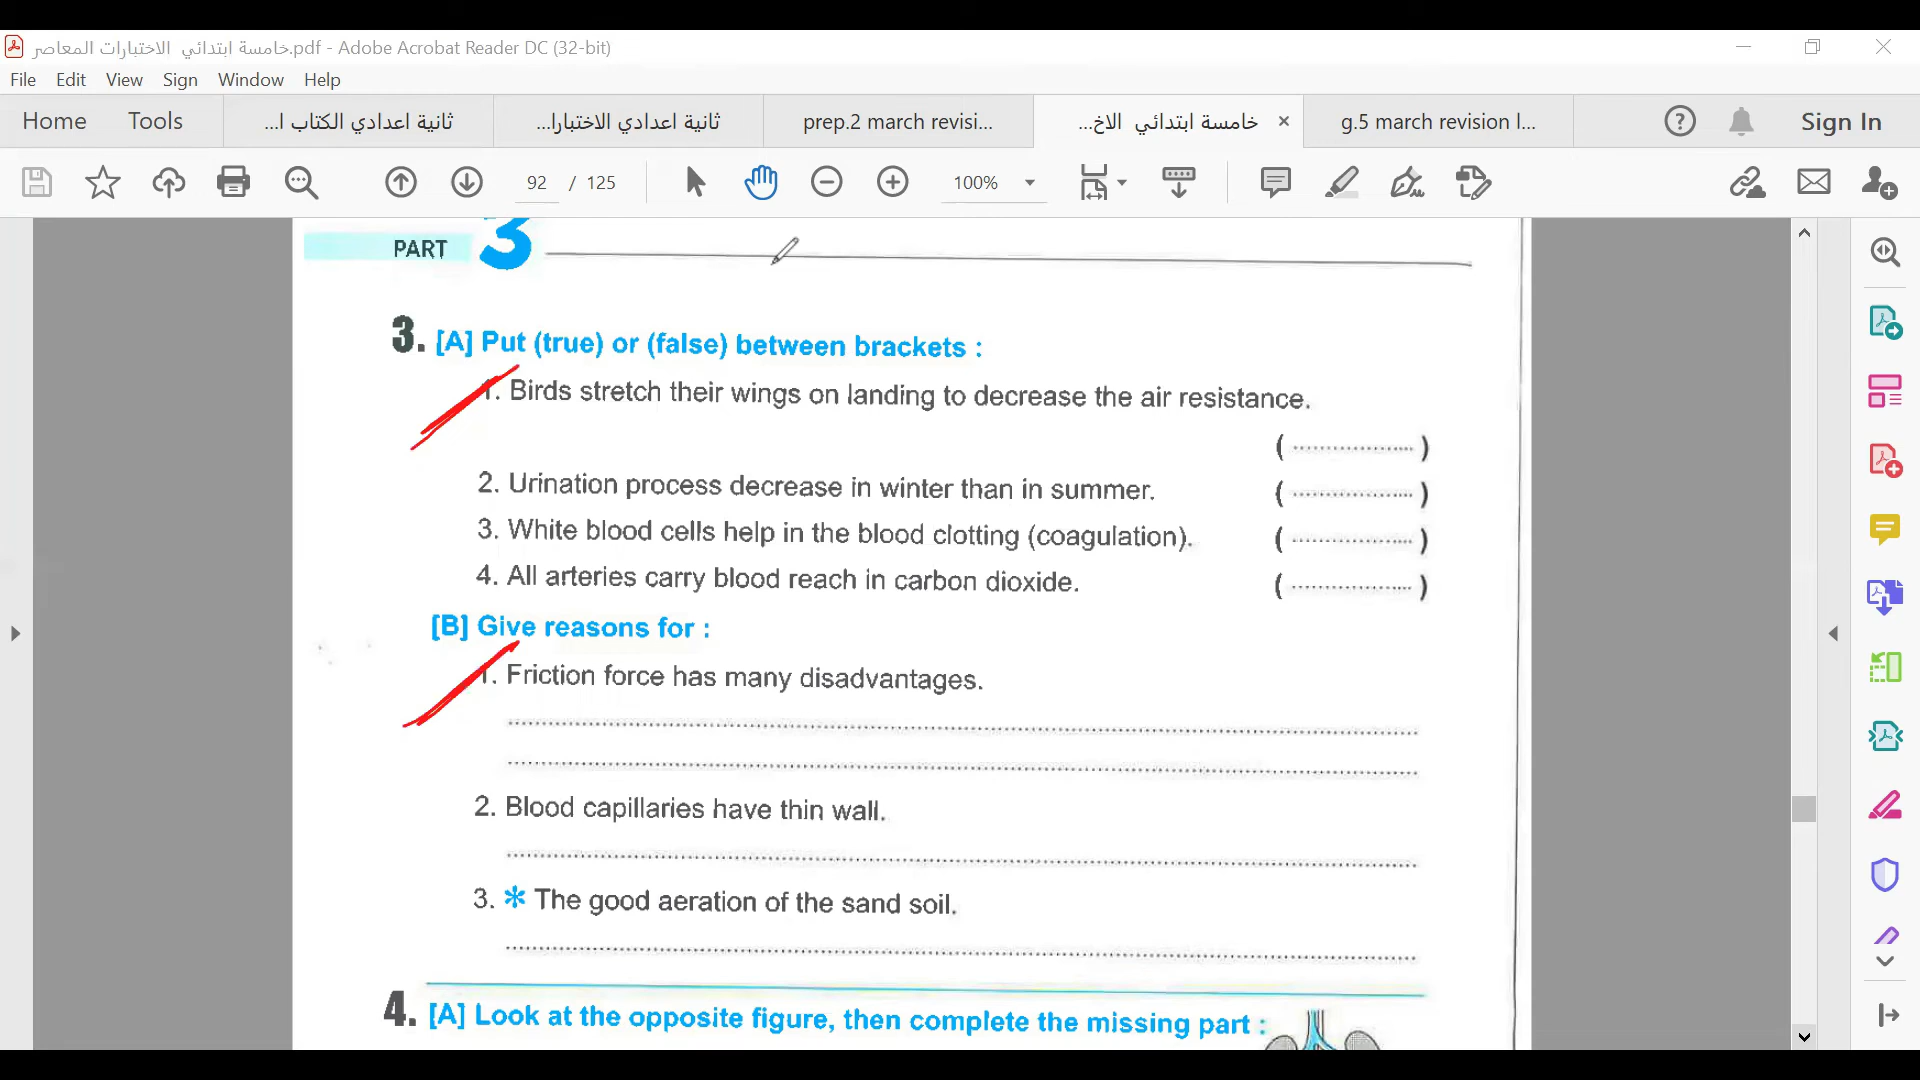 خامسة ابتدائي الاختبارات المعاصر.pdf - Adobe Acrobat Reader DC (32-bit)
File Edit View Sign Window Help
Home Tools ثانية اعدادي الكتاب ا... ثانية اعدادي الاختبارا... prep.2 march revisi... خامسة ابتدائي الاخ... g.5 march revision l... Sign In
92 / 125 100%
PART 3
3. [A] Put (true) or (false) between brackets :
1. Birds stretch their wings on landing to decrease the air resistance.
( .................. )
2. Urination process decrease in winter than in summer. ( .................. )
3. White blood cells help in the blood clotting (coagulation). ( .................. )
4. All arteries carry blood reach in carbon dioxide. ( .................. )
[B] Give reasons for :
1. Friction force has many disadvantages.
2. Blood capillaries have thin wall.
3. * The good aeration of the sand soil.
4. [A] Look at the opposite figure, then complete the missing part :